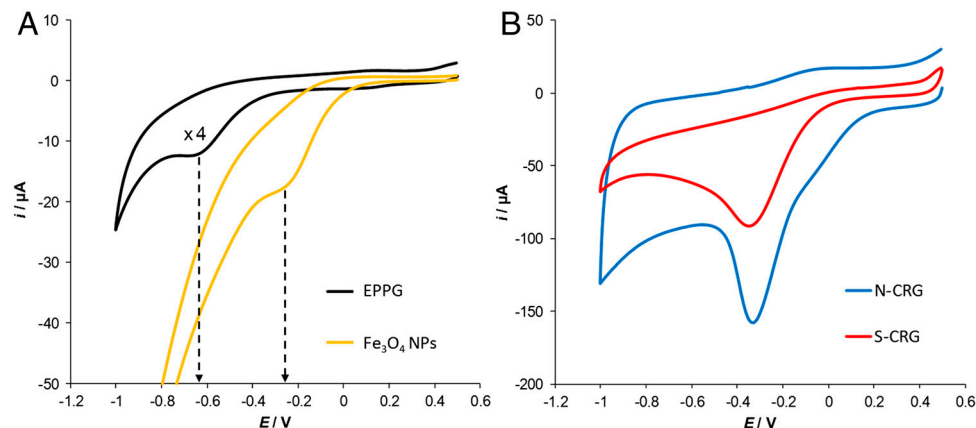 A
10
0
-10
-20
-30
-40
-50
i / µA
x 4
EPPG
Fe₃O₄ NPs
-1.2 -1 -0.8 -0.6 -0.4 -0.2 0 0.2 0.4 0.6
E / V
B
50
0
-50
-100
-150
-200
i / µA
N-CRG
S-CRG
-1.2 -1 -0.8 -0.6 -0.4 -0.2 0 0.2 0.4 0.6
E / V